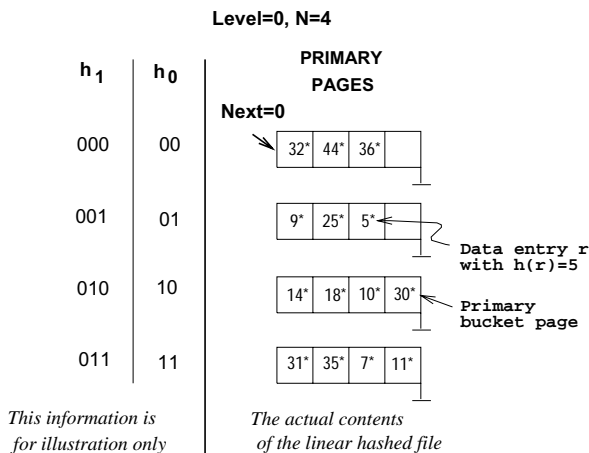 Level=0, N=4
h1 h0 PRIMARY PAGES
Next=0
000 00 32* 44* 36*
001 01 9* 25* 5*
Data entry r
with h(r)=5
010 10 14* 18* 10* 30*
Primary
bucket page
011 11 31* 35* 7* 11*
This information is
for illustration only
The actual contents
of the linear hashed file